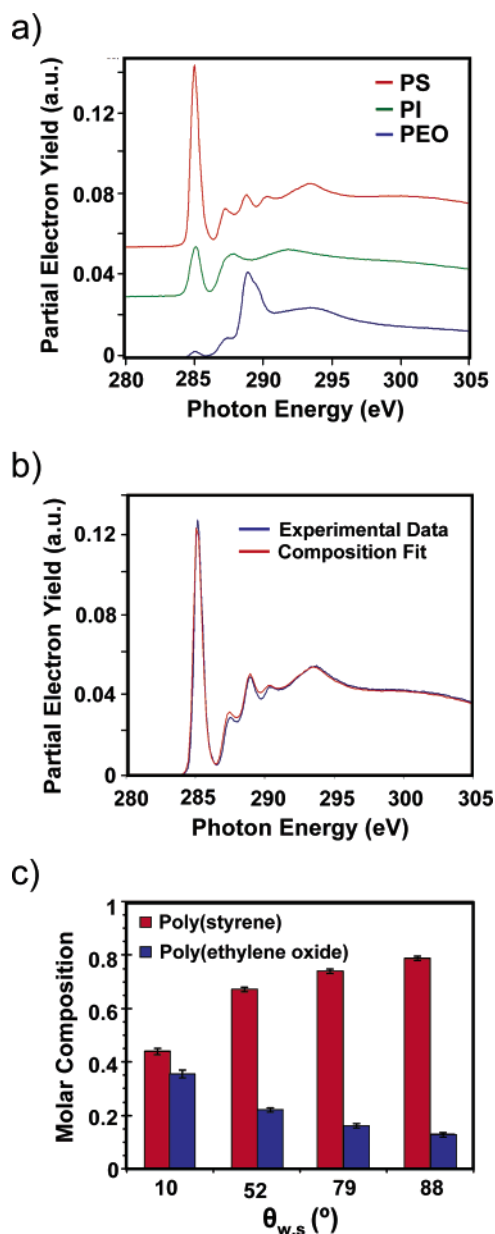 a)
Partial Electron Yield (a.u.)
0.12
0.08
0.04
0
PS
PI
PEO
280 285 290 295 300 305
Photon Energy (eV)
b)
Partial Electron Yield (a.u.)
0.12
0.08
0.04
0
Experimental Data
Composition Fit
280 285 290 295 300 305
Photon Energy (eV)
c)
Molar Composition
1
0.8
0.6
0.4
0.2
0
Poly(styrene)
Poly(ethylene oxide)
10 52 79 88
θw,s (º)